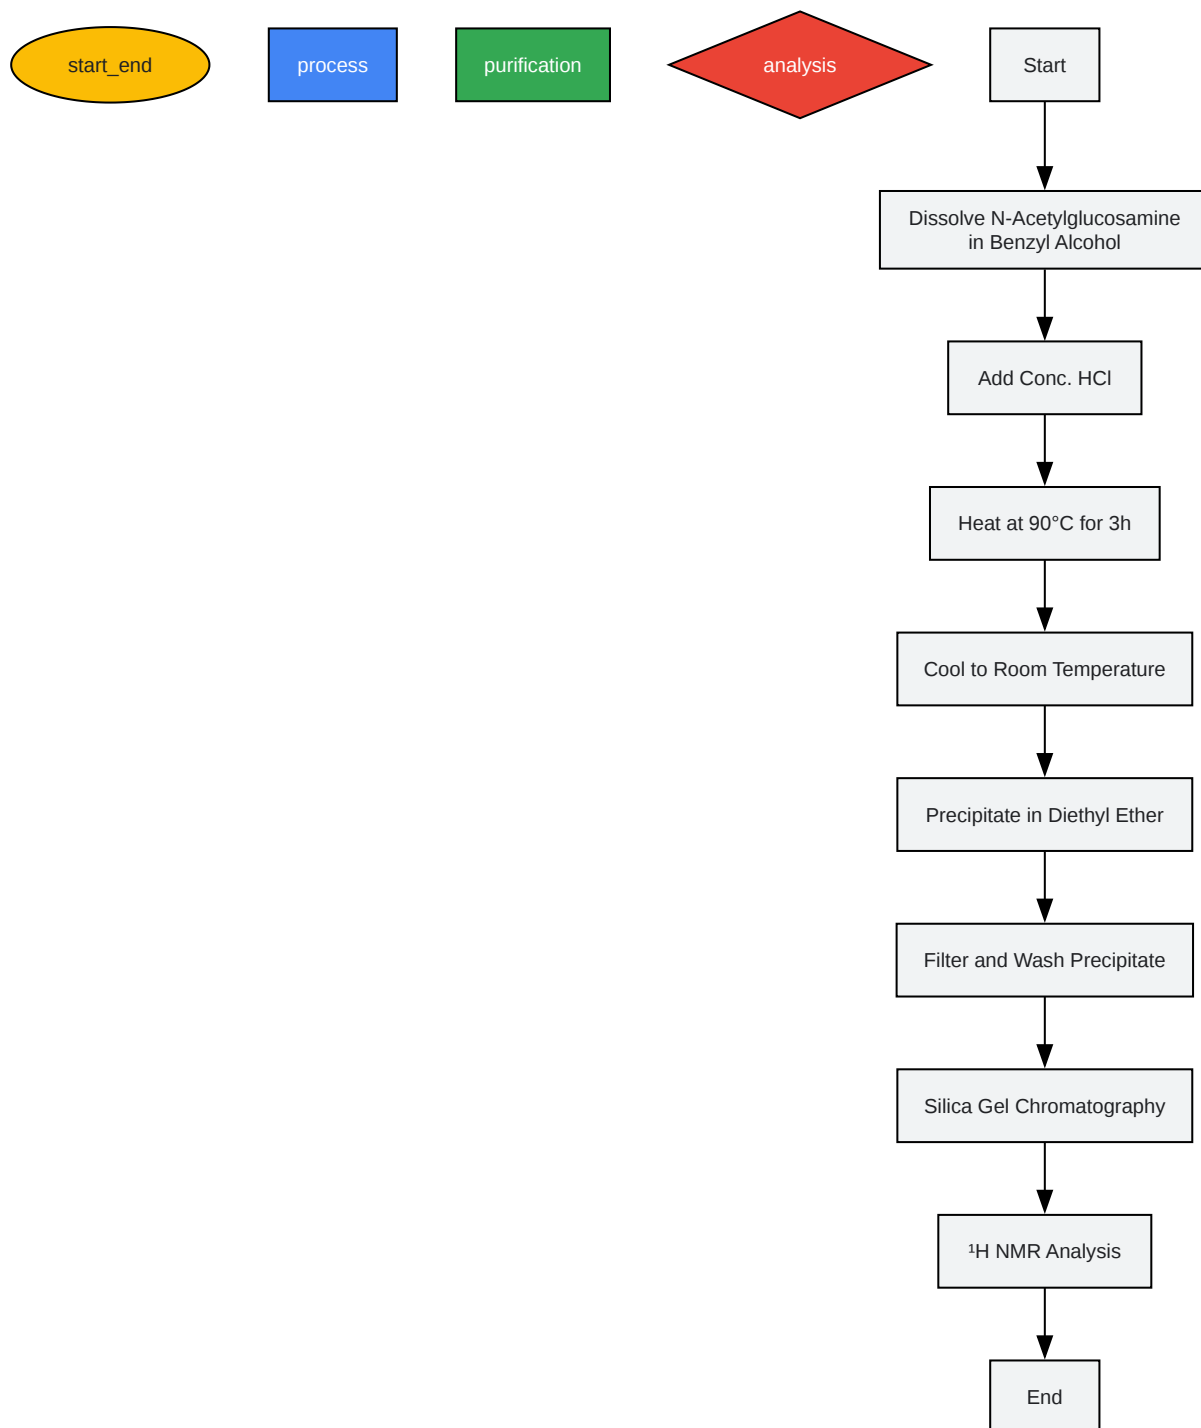 start_end
process
purification
analysis
Start
Dissolve N-Acetylglucosamine
in Benzyl Alcohol
Add Conc. HCl
Heat at 90°C for 3h
Cool to Room Temperature
Precipitate in Diethyl Ether
Filter and Wash Precipitate
Silica Gel Chromatography
¹H NMR Analysis
End